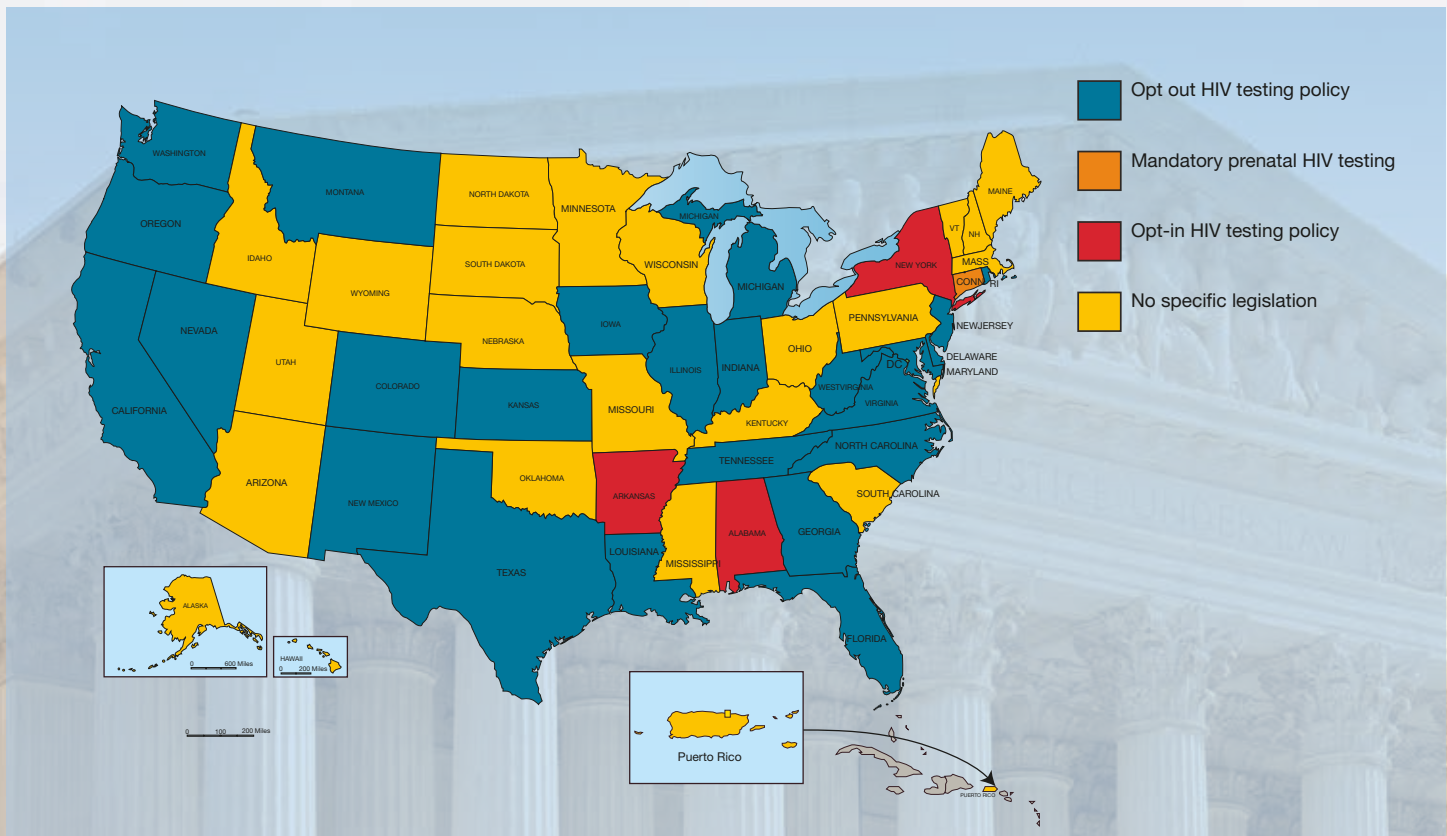 Opt out HIV testing policy
Mandatory prenatal HIV testing
Opt-in HIV testing policy
No specific legislation
WASHINGTON
OREGON
CALIFORNIA
NEVADA
IDAHO
MONTANA
WYOMING
UTAH
ARIZONA
COLORADO
NEW MEXICO
NORTH DAKOTA
SOUTH DAKOTA
NEBRASKA
KANSAS
OKLAHOMA
TEXAS
MINNESOTA
IOWA
MISSOURI
ARKANSAS
LOUISIANA
WISCONSIN
MICHIGAN
MICHIGAN
ILLINOIS
INDIANA
OHIO
KENTUCKY
TENNESSEE
MISSISSIPPI
ALABAMA
GEORGIA
FLORIDA
SOUTH CAROLINA
NORTH CAROLINA
VIRGINIA
WESTVIRGINIA
DC
MARYLAND
DELAWARE
NEWJERSEY
PENNSYLVANIA
NEW YORK
CONN
RI
MASS
VT
NH
MAINE
ALASKA
0 600 Miles
HAWAII
0 200 Miles
0 100 200 Miles
Puerto Rico
PUERTO RICO